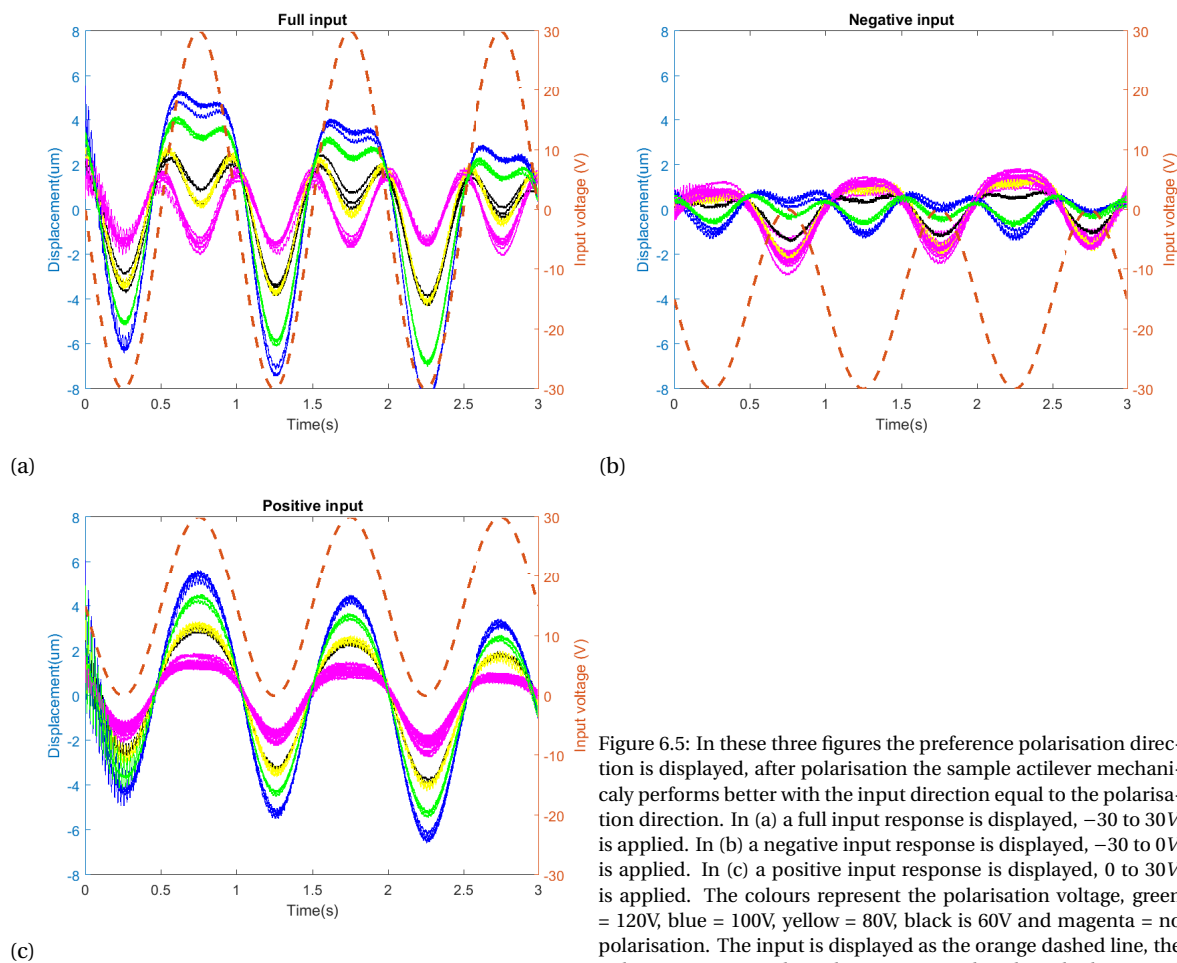 Full input
8
6
4
2
0
-2
-4
-6
-8
Displacement(um)
30
20
10
0
-10
-20
-30
Input voltage (V)
0
0.5
1
1.5
2
2.5
3
Time(s)
(a)
Negative input
8
6
4
2
0
-2
-4
-6
-8
Displacement(um)
30
20
10
0
-10
-20
-30
Input voltage (V)
0
0.5
1
1.5
2
2.5
3
Time(s)
(b)
Positive input
8
6
4
2
0
-2
-4
-6
-8
Displacement(um)
30
20
10
0
-10
-20
-30
Input voltage (V)
0
0.5
1
1.5
2
2.5
3
Time(s)
(c)
Figure 6.5: In these three figures the preference polarisation direc-
tion is displayed, after polarisation the sample actilever mechani-
caly performs better with the input direction equal to the polarisa-
tion direction. In (a) a full input response is displayed, −30 to 30V
is applied. In (b) a negative input response is displayed, −30 to 0V
is applied. In (c) a positive input response is displayed, 0 to 30V
is applied. The colours represent the polarisation voltage, green
= 120V, blue = 100V, yellow = 80V, black is 60V and magenta = no
polarisation. The input is displayed as the orange dashed line, the